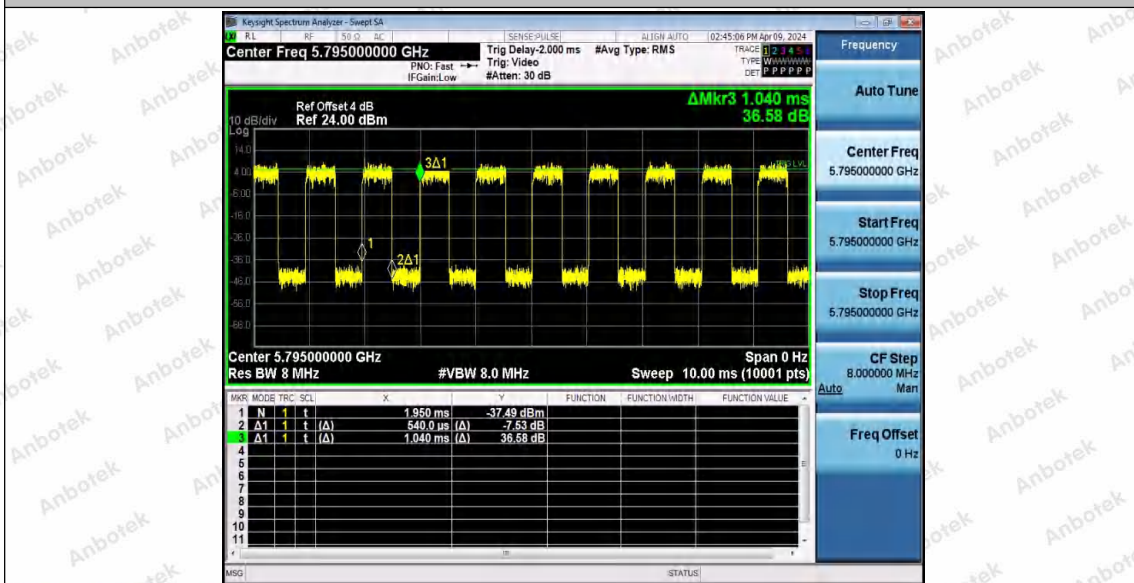 Keysight Spectrum Analyzer - Swept SA
RL RF 50 Ω AC SENSE:PULSE ALIGN AUTO 02:45:06 PM Apr 09, 2024
Center Freq 5.795000000 GHz
PNO: Fast
IFGain:Low
Trig Delay-2.000 ms
Trig: Video
#Atten: 30 dB
#Avg Type: RMS
TRACE 1 2 3 4 5 6
TYPE WWWWWW
DET P P P P P P
ΔMkr3 1.040 ms
36.58 dB
Ref Offset 4 dB
10 dB/div Ref 24.00 dBm
Log
14.0
4.00
-6.00
-16.0
-26.0
-36.0
-46.0
-56.0
-66.0
3Δ1
1
2Δ1
Center 5.795000000 GHz Span 0 Hz
Res BW 8 MHz #VBW 8.0 MHz Sweep 10.00 ms (10001 pts)
MKR MODE TRC SCL X Y FUNCTION FUNCTION WIDTH FUNCTION VALUE
1 N 1 t 1.950 ms -37.49 dBm
2 Δ1 1 t (Δ) 540.0 µs (Δ) -7.53 dB
3 Δ1 1 t (Δ) 1.040 ms (Δ) 36.58 dB
4
5
6
7
8
9
10
11
MSG STATUS
Frequency
Auto Tune
Center Freq
5.795000000 GHz
Start Freq
5.795000000 GHz
Stop Freq
5.795000000 GHz
CF Step
8.000000 MHz
Auto Man
Freq Offset
0 Hz
Anbotek